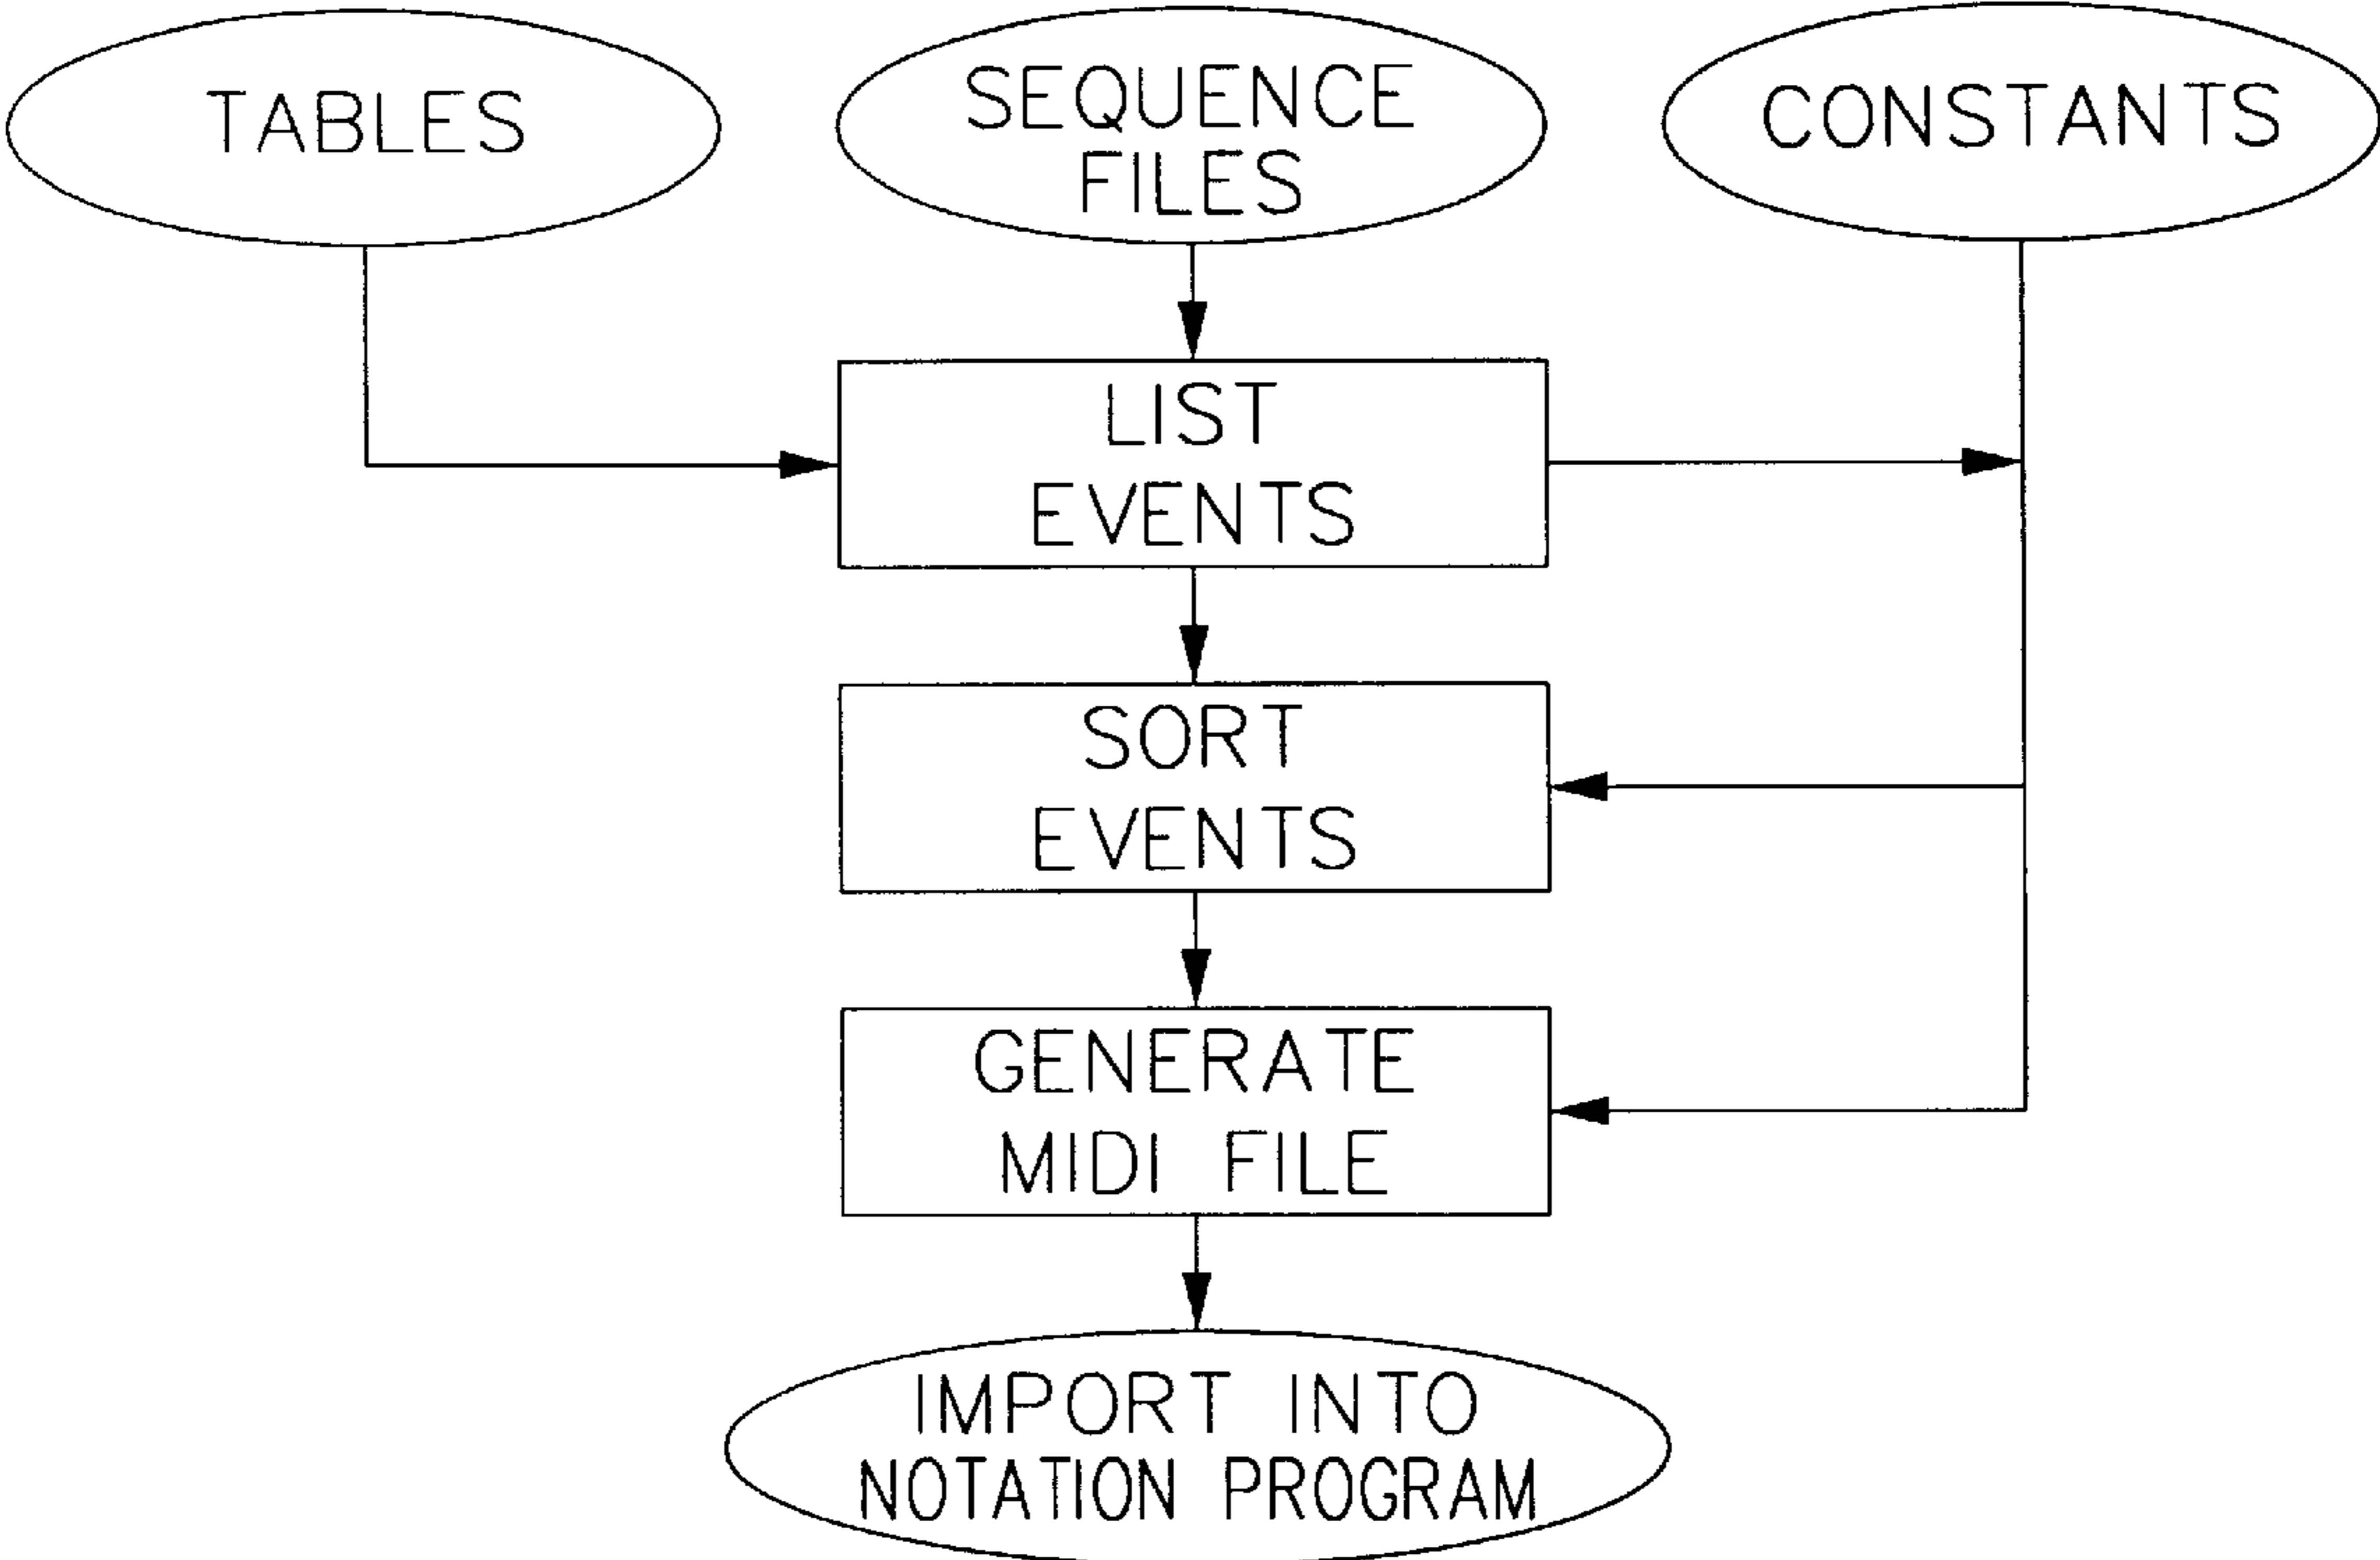 TABLES
SEQUENCE
FILES
CONSTANTS
LIST
EVENTS
SORT
EVENTS
GENERATE
MIDI FILE
IMPORT INTO
NOTATION PROGRAM